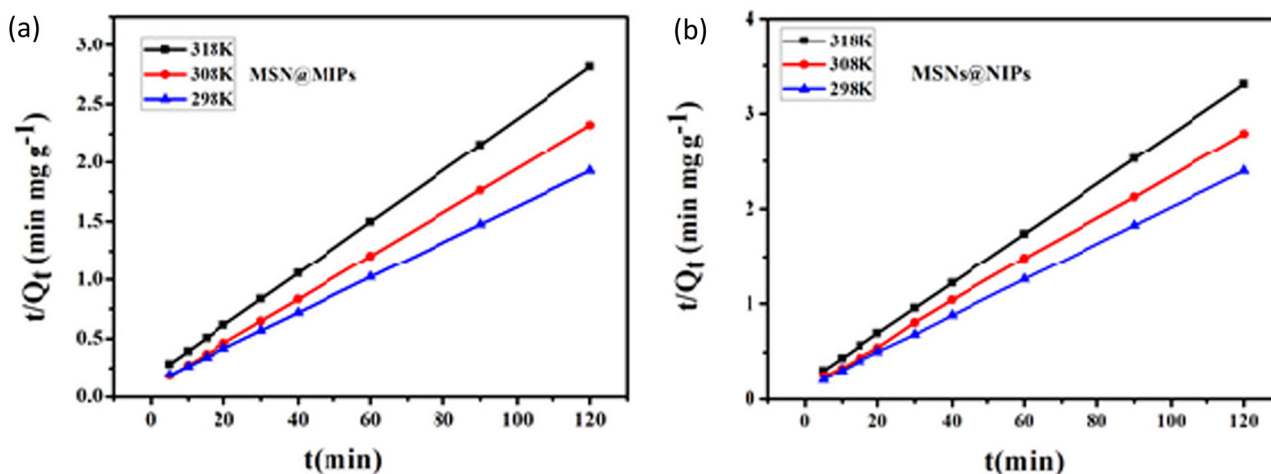 (a)
318K
308K
298K
MSN@MIPs
t/Qt (min mg g-1)
3.0
2.5
2.0
1.5
1.0
0.5
0.0
0 20 40 60 80 100 120
t(min)
(b)
318K
308K
298K
MSNs@NIPs
t/Qt (min mg g-1)
4
3
2
1
0
0 20 40 60 80 100 120
t(min)